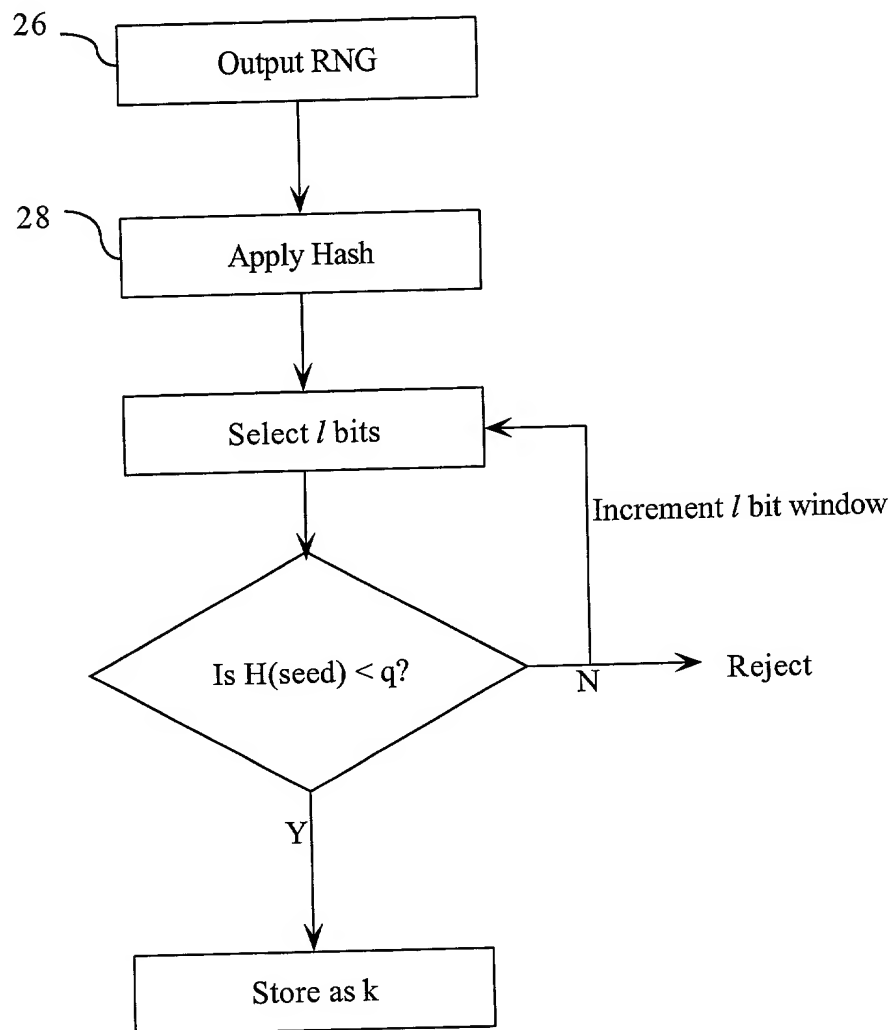 26
Output RNG
28
Apply Hash
Select l bits
Increment l bit window
Is H(seed) < q?
N
Reject
Y
Store as k